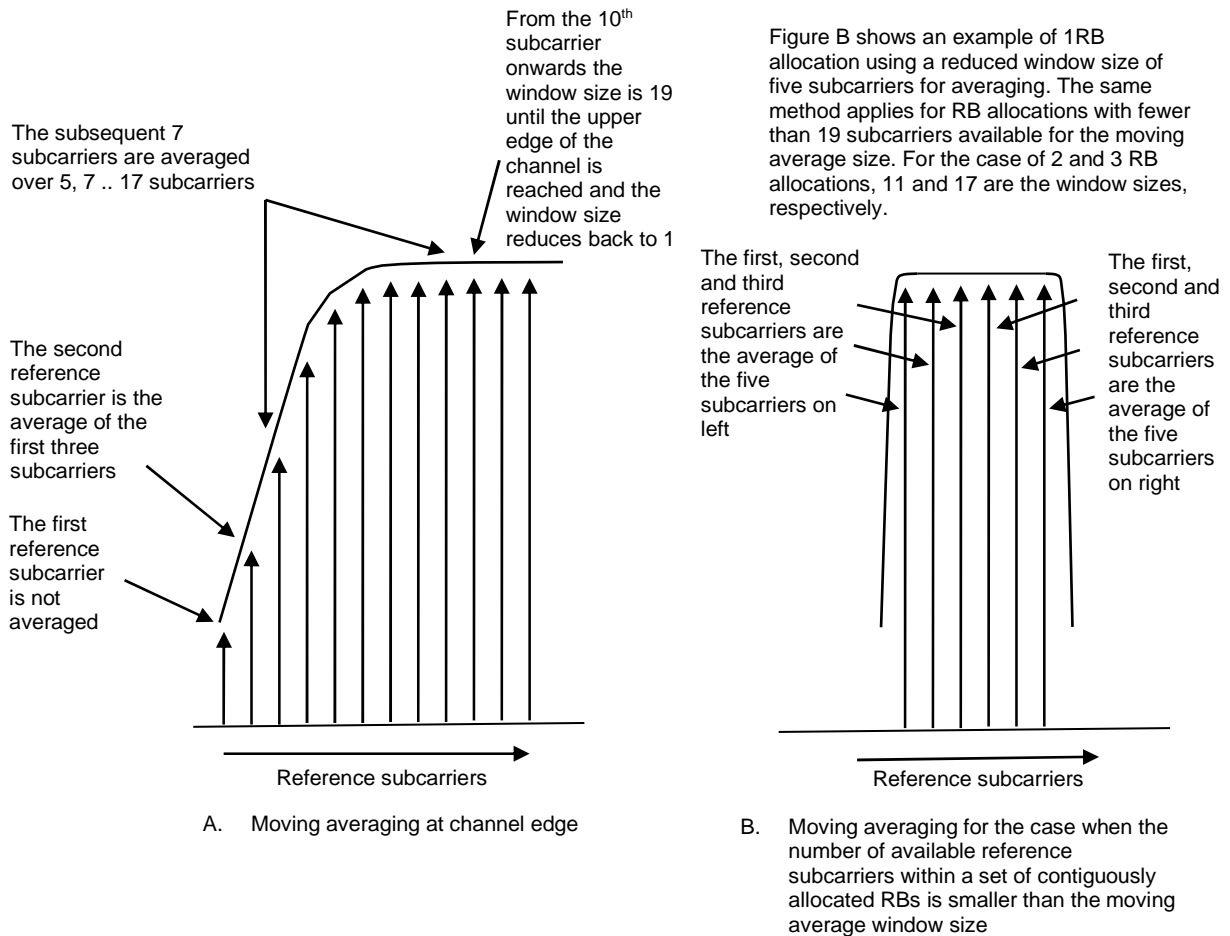 From the 10th
subcarrier
onwards the
window size is 19
until the upper
edge of the
channel is
reached and the
window size
reduces back to 1
The subsequent 7
subcarriers are averaged
over 5, 7 .. 17 subcarriers
The second
reference
subcarrier is the
average of the
first three
subcarriers
The first
reference
subcarrier
is not
averaged
Reference subcarriers
A. Moving averaging at channel edge
Figure B shows an example of 1RB
allocation using a reduced window size of
five subcarriers for averaging. The same
method applies for RB allocations with fewer
than 19 subcarriers available for the moving
average size. For the case of 2 and 3 RB
allocations, 11 and 17 are the window sizes,
respectively.
The first, second
and third
reference
subcarriers are
the average of
the five
subcarriers on
left
The first,
second and
third
reference
subcarriers
are the
average of
the five
subcarriers
on right
Reference subcarriers
B. Moving averaging for the case when the
number of available reference
subcarriers within a set of contiguously
allocated RBs is smaller than the moving
average window size